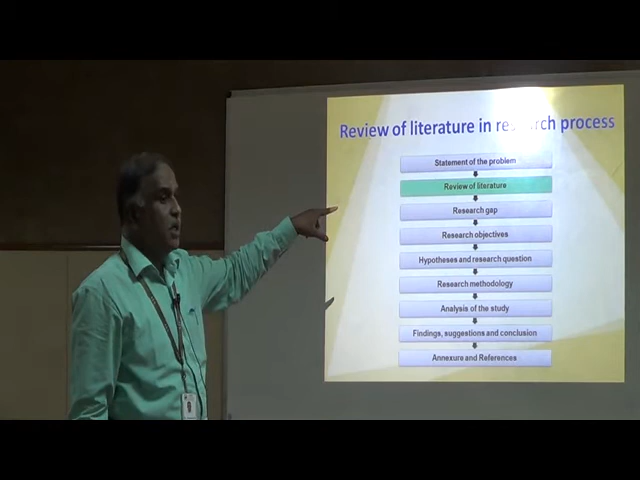 Review of literature in research process
Statement of the problem
Review of literature
Research gap
Research objectives
Hypotheses and research question
Research methodology
Analysis of the study
Findings, suggestions and conclusion
Annexure and References